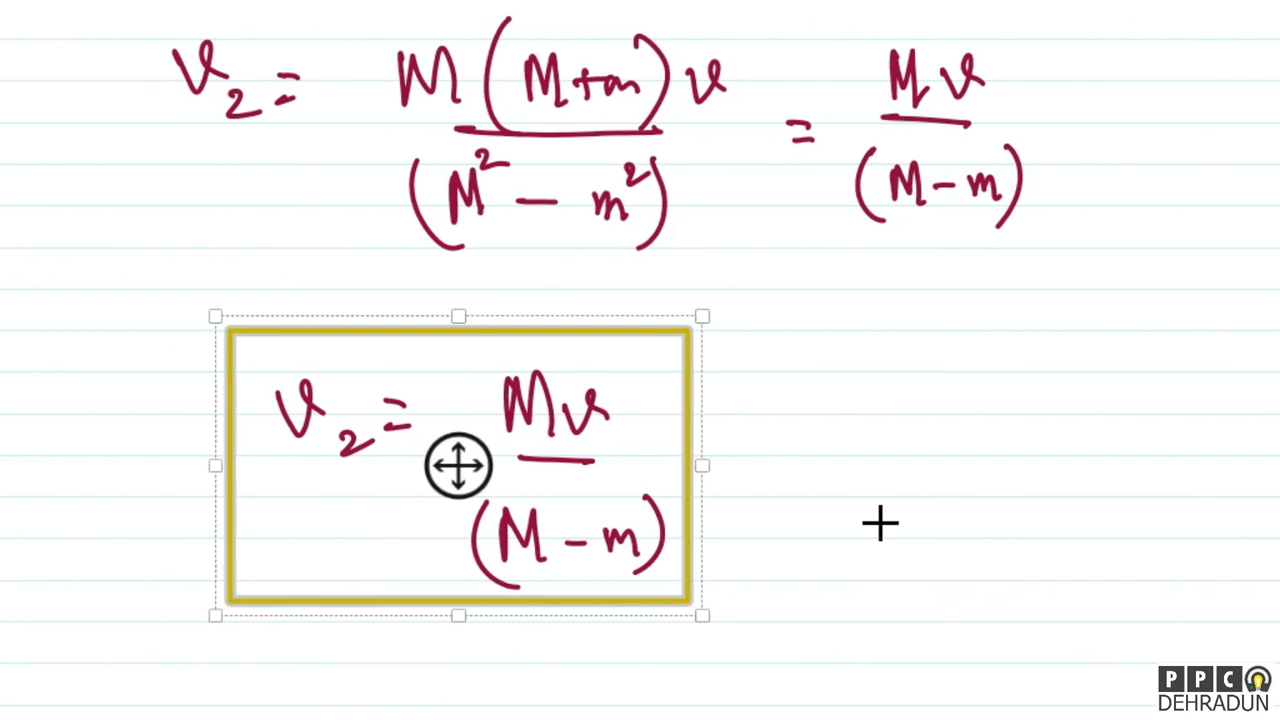 v₂ = M(M+m)v / (M² − m²) = Mv / (M − m)
v₂ = Mv / (M − m)
PPC
DEHRADUN